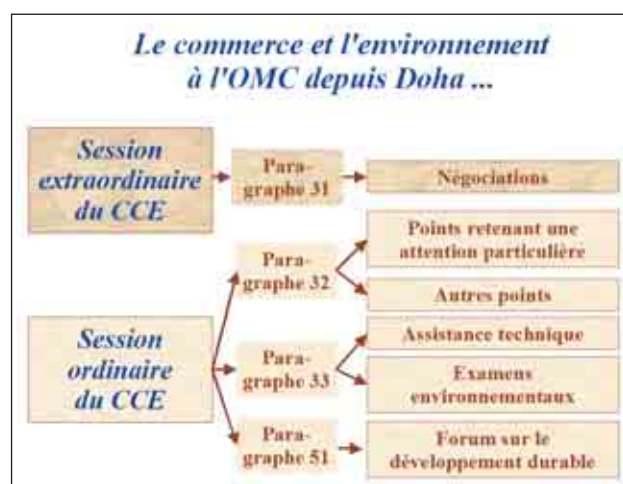 Le commerce et l'environnement
à l'OMC depuis Doha ...
Session
extraordinaire
du CCE
Para-
graphe 31
Négociations
Session
ordinaire
du CCE
Para-
graphe 32
Points retenant une
attention particulière
Autres points
Para-
graphe 33
Assistance technique
Examens
environnementaux
Para-
graphe 51
Forum sur le
développement durable